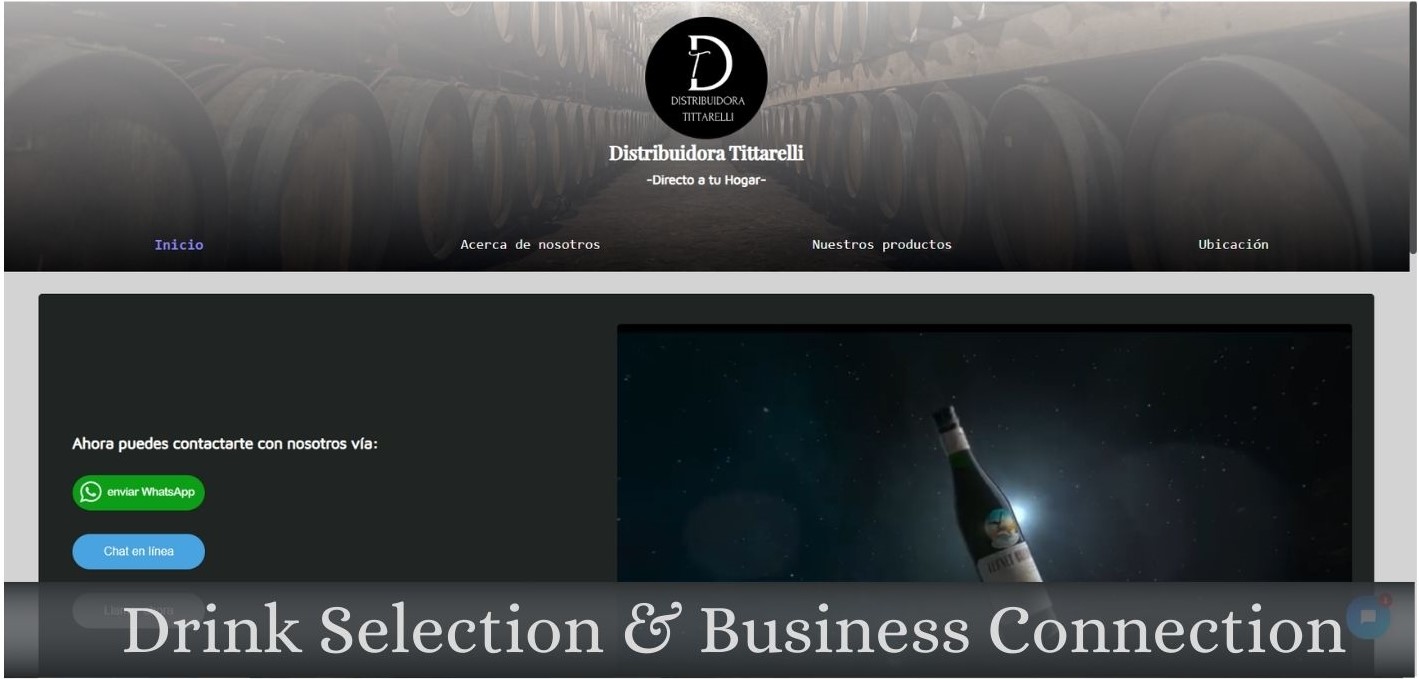 DISTRIBUIDORA
TITTARELLI
Distribuidora Tittarelli
-Directo a tu Hogar-
Inicio Acerca de nosotros Nuestros productos Ubicación
Ahora puedes contactarte con nosotros vía:
enviar WhatsApp
Chat en línea
FERNET
Drink Selection & Business Connection